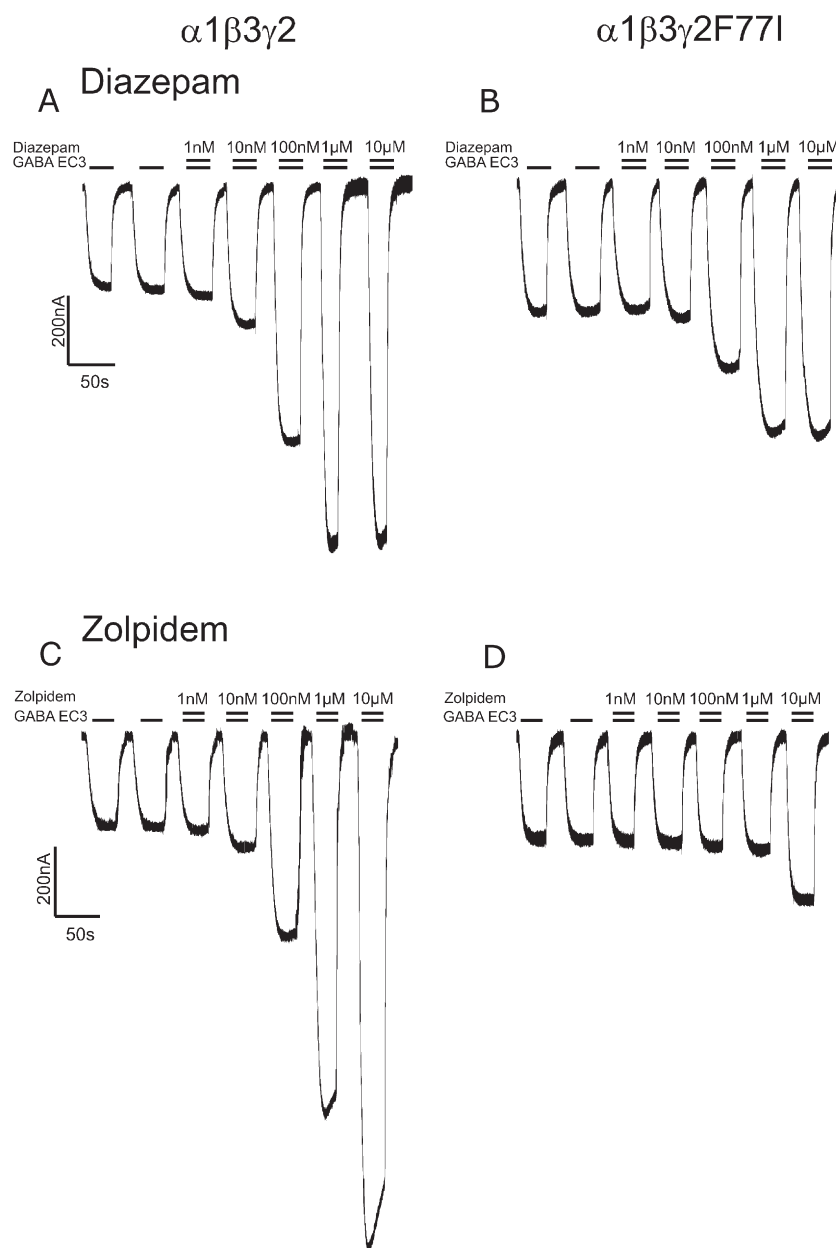 α1β3γ2 α1β3γ2F77I
Diazepam
A B
Diazepam 1nM 10nM 100nM 1µM 10µM
GABA EC3
Diazepam 1nM 10nM 100nM 1µM 10µM
GABA EC3
200nA
50s
Zolpidem
C D
Zolpidem 1nM 10nM 100nM 1µM 10µM
GABA EC3
Zolpidem 1nM 10nM 100nM 1µM 10µM
GABA EC3
200nA
50s